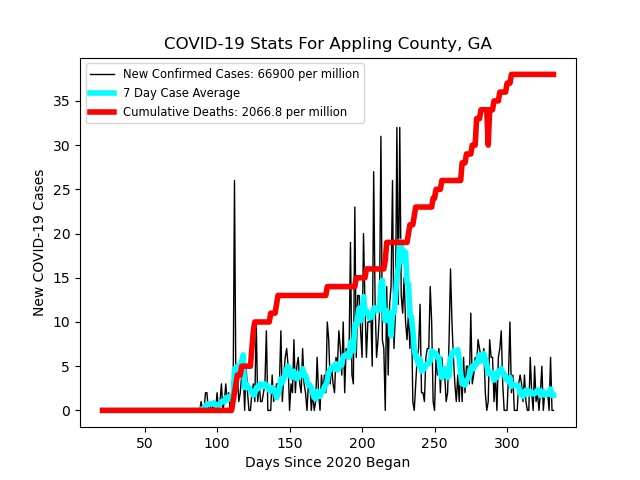 COVID-19 Stats For Appling County, GA
New Confirmed Cases: 66900 per million
7 Day Case Average
Cumulative Deaths: 2066.8 per million
New COVID-19 Cases
35
30
25
20
15
10
5
0
50 100 150 200 250 300
Days Since 2020 Began